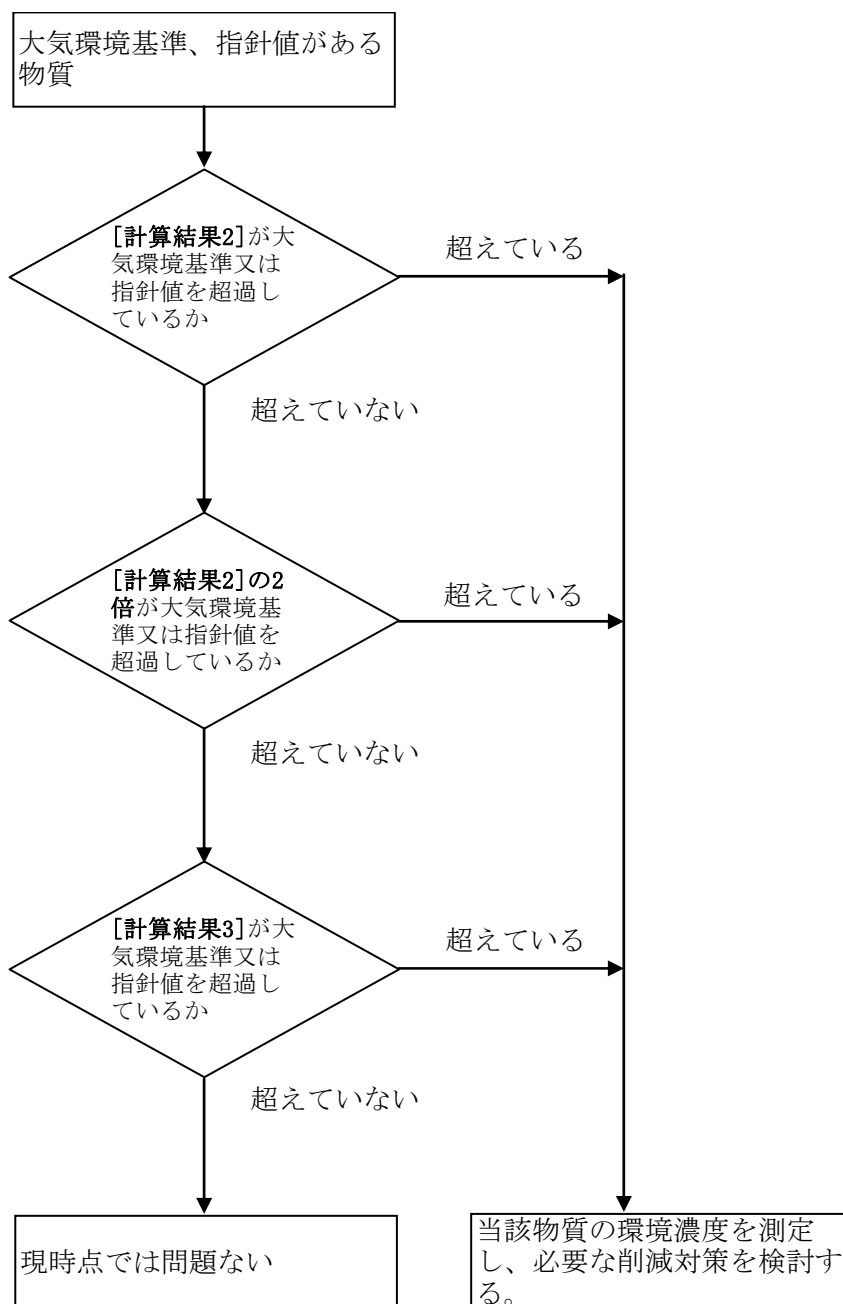 大気環境基準、指針値がある
物質
[計算結果2]が大
気環境基準又は
指針値を超過し
ているか
超えている
超えていない
[計算結果2]の2
倍が大気環境基
準又は指針値を
超過しているか
超えている
超えていない
[計算結果3]が大
気環境基準又は
指針値を超過し
ているか
超えている
超えていない
現時点では問題ない
当該物質の環境濃度を測定
し、必要な削減対策を検討す
る。